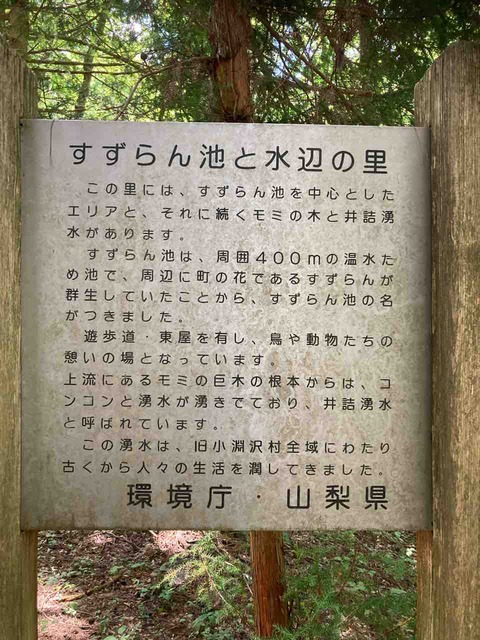 すずらん池と水辺の里
この里には、すずらん池を中心とした
エリアと、それに続くモミの木と井詰湧
水があります。
すずらん池は、周囲400mの温水た
め池で、周辺に町の花であるすずらんが
群生していたことから、すずらん池の名
がつきました。
遊歩道・東屋を有し、鳥や動物たちの
憩いの場となっています。
上流にあるモミの巨木の根本からは、コ
ンコンと湧水が湧きでており、井詰湧水
と呼ばれています。
この湧水は、旧小淵沢村全域にわたり
古くから人々の生活を潤してきました。
環境庁・山梨県